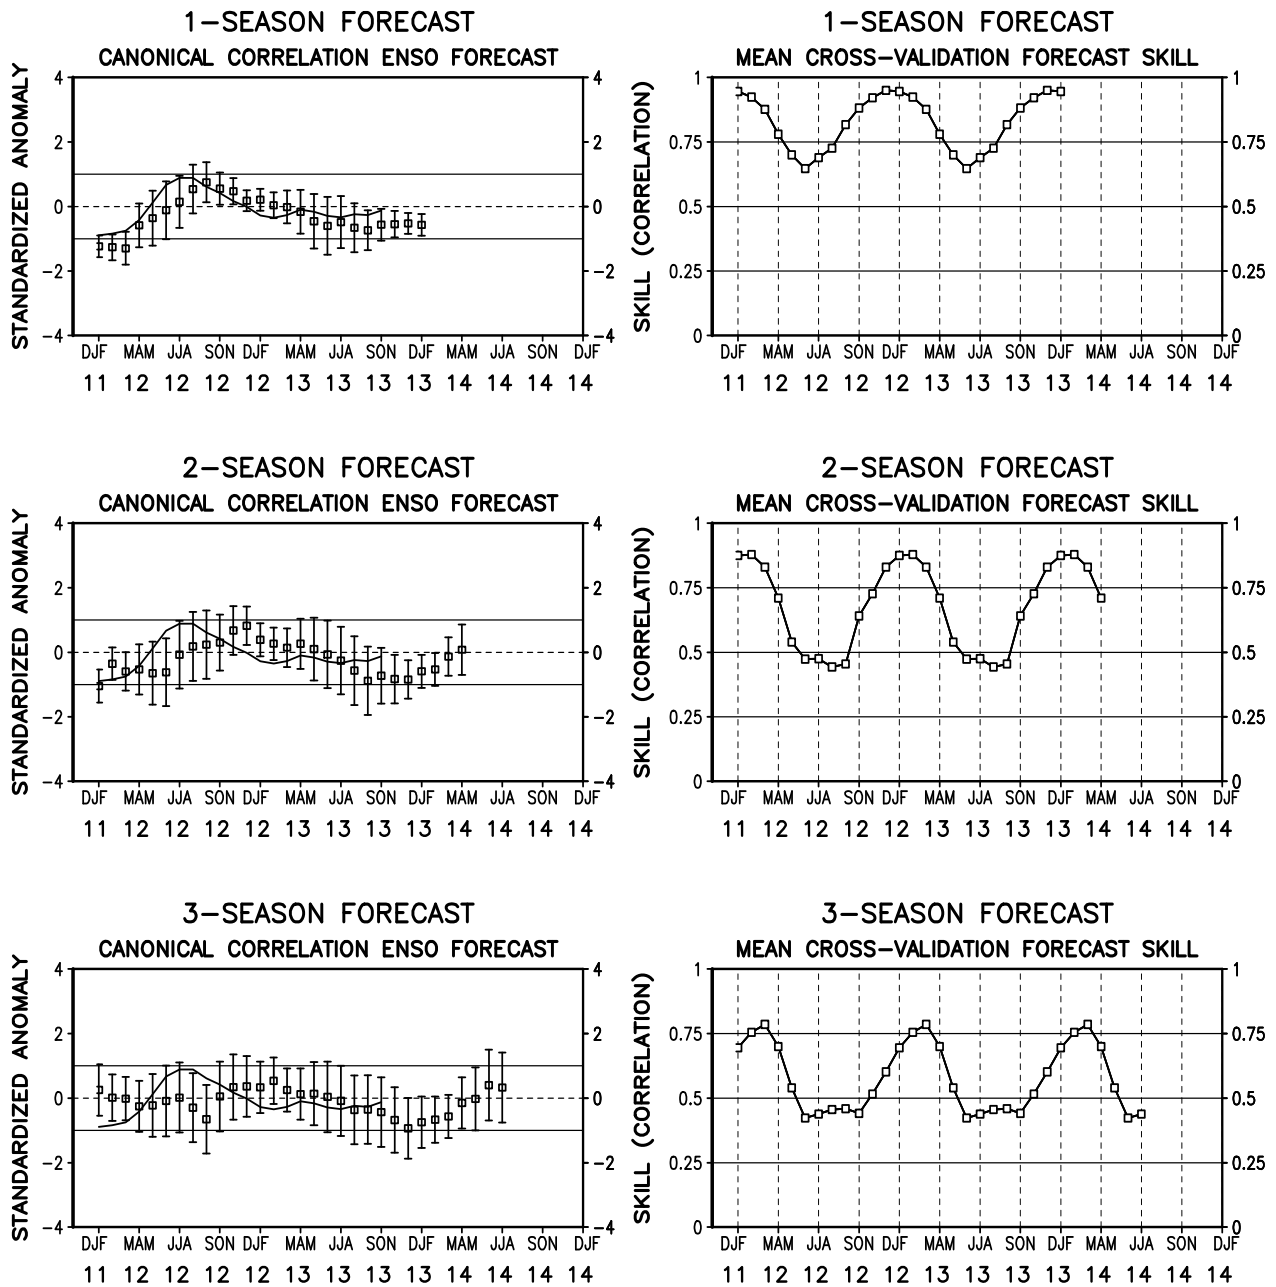 1-SEASON FORECAST
CANONICAL CORRELATION ENSO FORECAST
STANDARDIZED ANOMALY
4 4
2 2
0 0
-2 -2
-4 -4
DJF MAM JJA SON DJF MAM JJA SON DJF MAM JJA SON DJF
11 12 12 12 12 13 13 13 13 14 14 14 14
1-SEASON FORECAST
MEAN CROSS-VALIDATION FORECAST SKILL
SKILL (CORRELATION)
1 1
0.75 0.75
0.5 0.5
0.25 0.25
0 0
DJF MAM JJA SON DJF MAM JJA SON DJF MAM JJA SON DJF
11 12 12 12 12 13 13 13 13 14 14 14 14
2-SEASON FORECAST
CANONICAL CORRELATION ENSO FORECAST
STANDARDIZED ANOMALY
4 4
2 2
0 0
-2 -2
-4 -4
DJF MAM JJA SON DJF MAM JJA SON DJF MAM JJA SON DJF
11 12 12 12 12 13 13 13 13 14 14 14 14
2-SEASON FORECAST
MEAN CROSS-VALIDATION FORECAST SKILL
SKILL (CORRELATION)
1 1
0.75 0.75
0.5 0.5
0.25 0.25
0 0
DJF MAM JJA SON DJF MAM JJA SON DJF MAM JJA SON DJF
11 12 12 12 12 13 13 13 13 14 14 14 14
3-SEASON FORECAST
CANONICAL CORRELATION ENSO FORECAST
STANDARDIZED ANOMALY
4 4
2 2
0 0
-2 -2
-4 -4
DJF MAM JJA SON DJF MAM JJA SON DJF MAM JJA SON DJF
11 12 12 12 12 13 13 13 13 14 14 14 14
3-SEASON FORECAST
MEAN CROSS-VALIDATION FORECAST SKILL
SKILL (CORRELATION)
1 1
0.75 0.75
0.5 0.5
0.25 0.25
0 0
DJF MAM JJA SON DJF MAM JJA SON DJF MAM JJA SON DJF
11 12 12 12 12 13 13 13 13 14 14 14 14